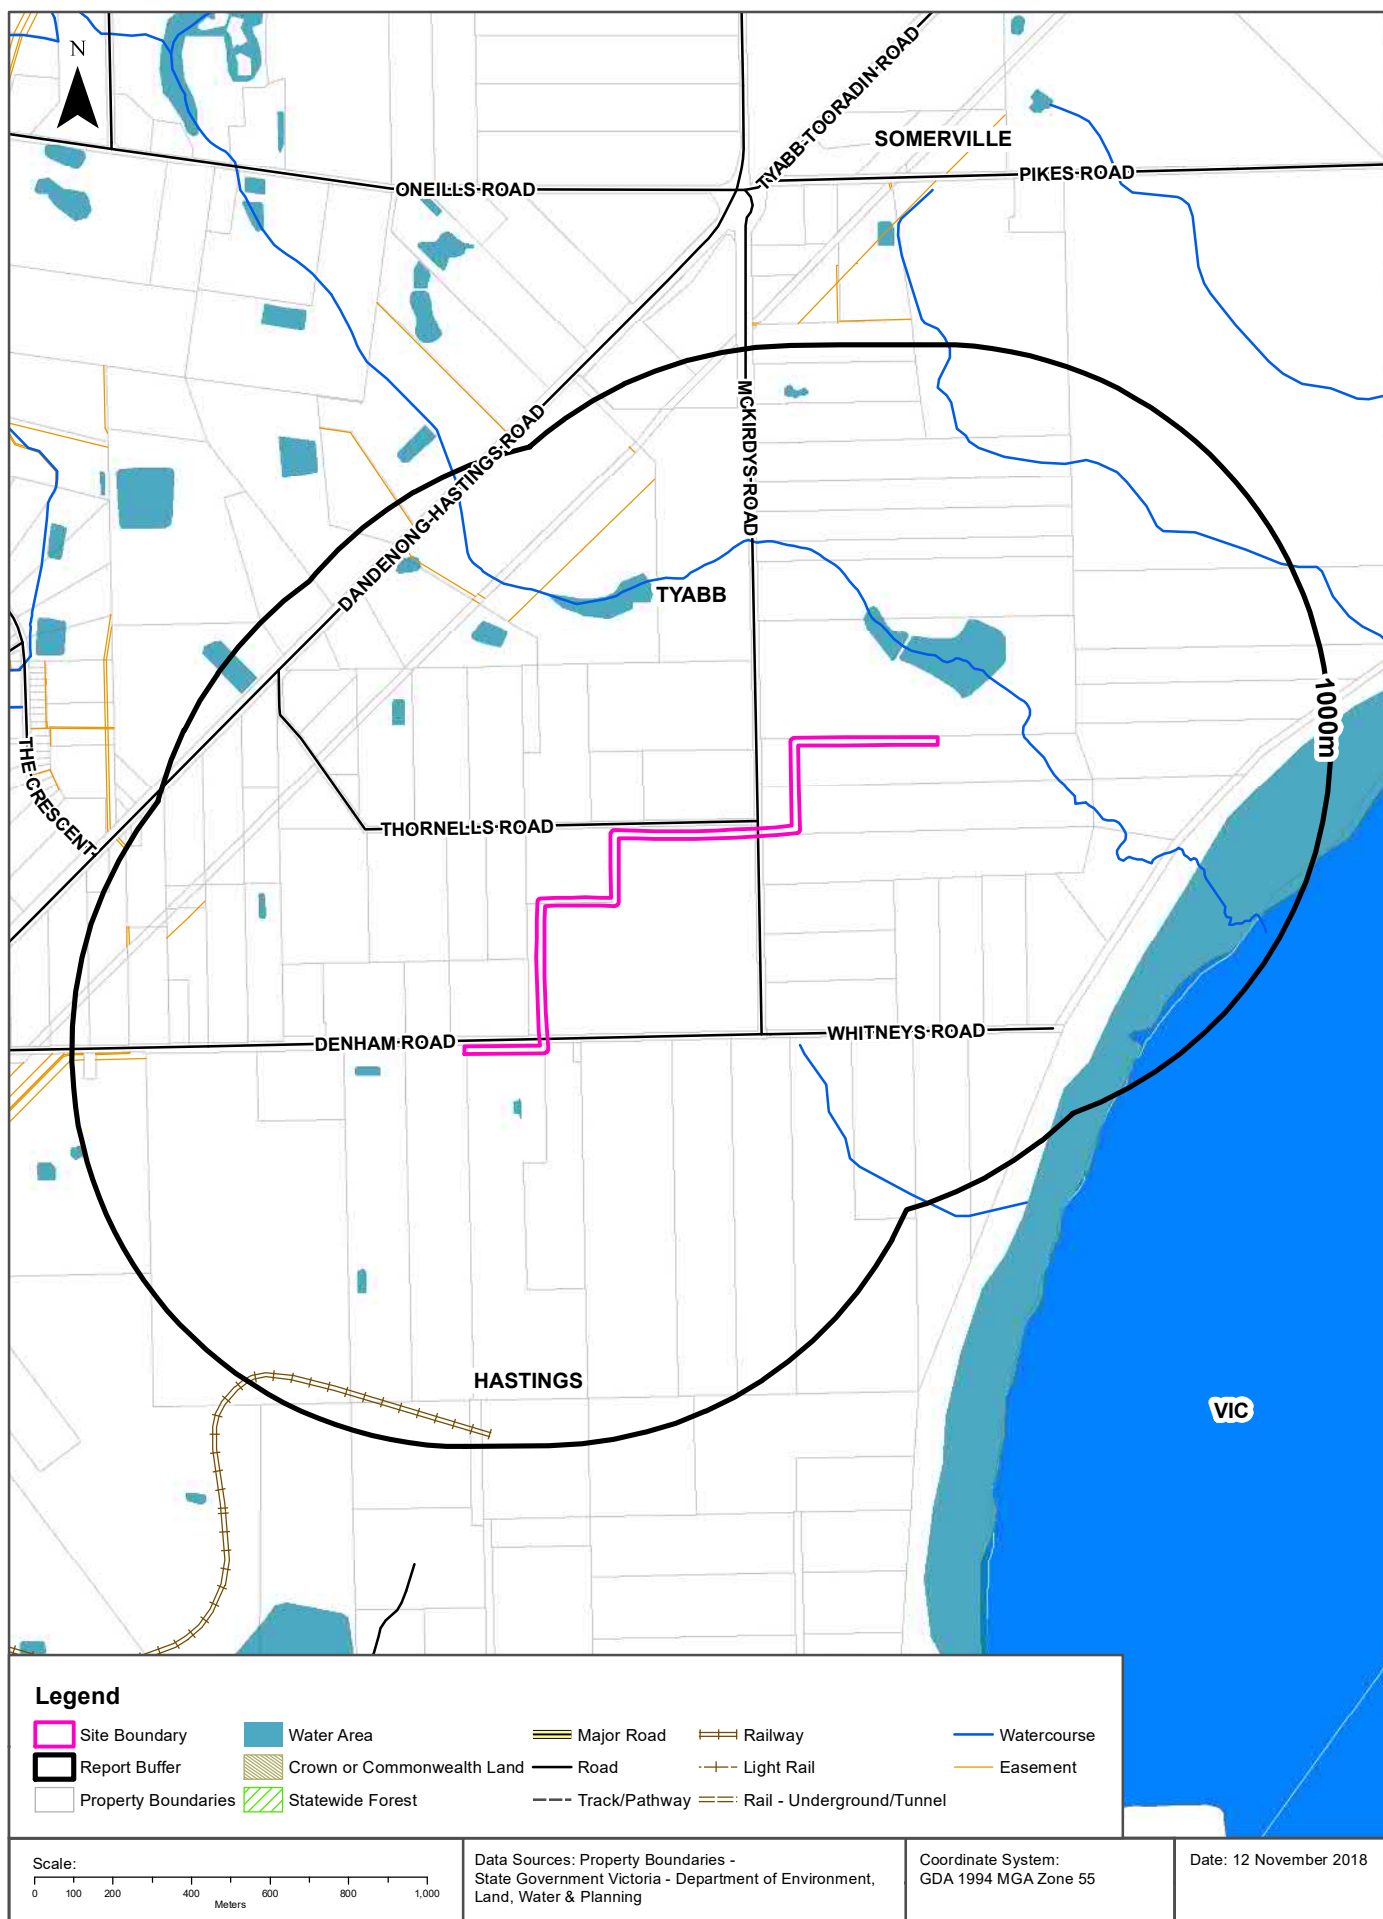 N
TYABB-TOORADIN-ROAD
SOMERVILLE
PIKES-ROAD
ONEILLS-ROAD
MCKIRDYS-ROAD
DANDENONG-HASTINGS-ROAD
TYABB
1000m
THE-CRESCENT-
THORNELLS-ROAD
DENHAM-ROAD
WHITNEYS-ROAD
HASTINGS
VIC
Legend
Site Boundary
Report Buffer
Property Boundaries
Water Area
Crown or Commonwealth Land
Statewide Forest
Major Road
Road
Track/Pathway
Railway
Light Rail
Rail - Underground/Tunnel
Watercourse
Easement
Scale:
0 100 200 400 600 800 1,000
Meters
Data Sources: Property Boundaries -
State Government Victoria - Department of Environment,
Land, Water & Planning
Coordinate System:
GDA 1994 MGA Zone 55
Date: 12 November 2018